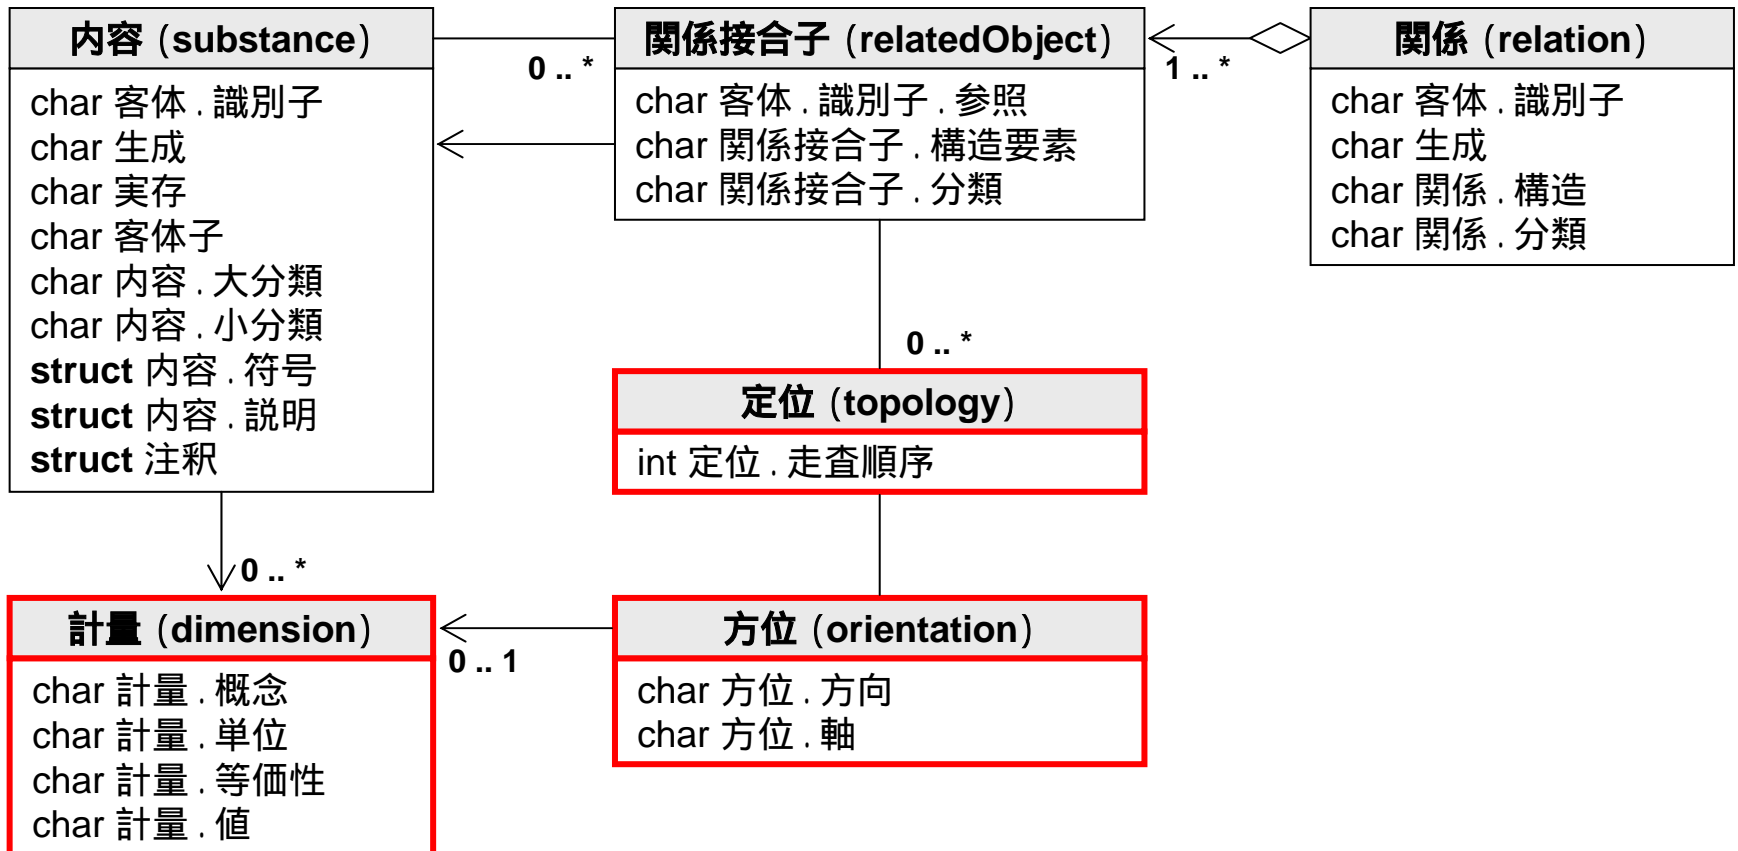 内容 (substance)
char 客体 . 識別子
char 生成
char 実存
char 客体子
char 内容 . 大分類
char 内容 . 小分類
struct 内容 . 符号
struct 内容 . 説明
struct 注釈
0 .. *
関係接合子 (relatedObject)
char 客体 . 識別子 . 参照
char 関係接合子 . 構造要素
char 関係接合子 . 分類
1 .. *
関係 (relation)
char 客体 . 識別子
char 生成
char 関係 . 構造
char 関係 . 分類
0 .. *
定位 (topology)
int 定位 . 走査順序
0 .. *
計量 (dimension)
char 計量 . 概念
char 計量 . 単位
char 計量 . 等価性
char 計量 . 値
0 .. 1
方位 (orientation)
char 方位 . 方向
char 方位 . 軸